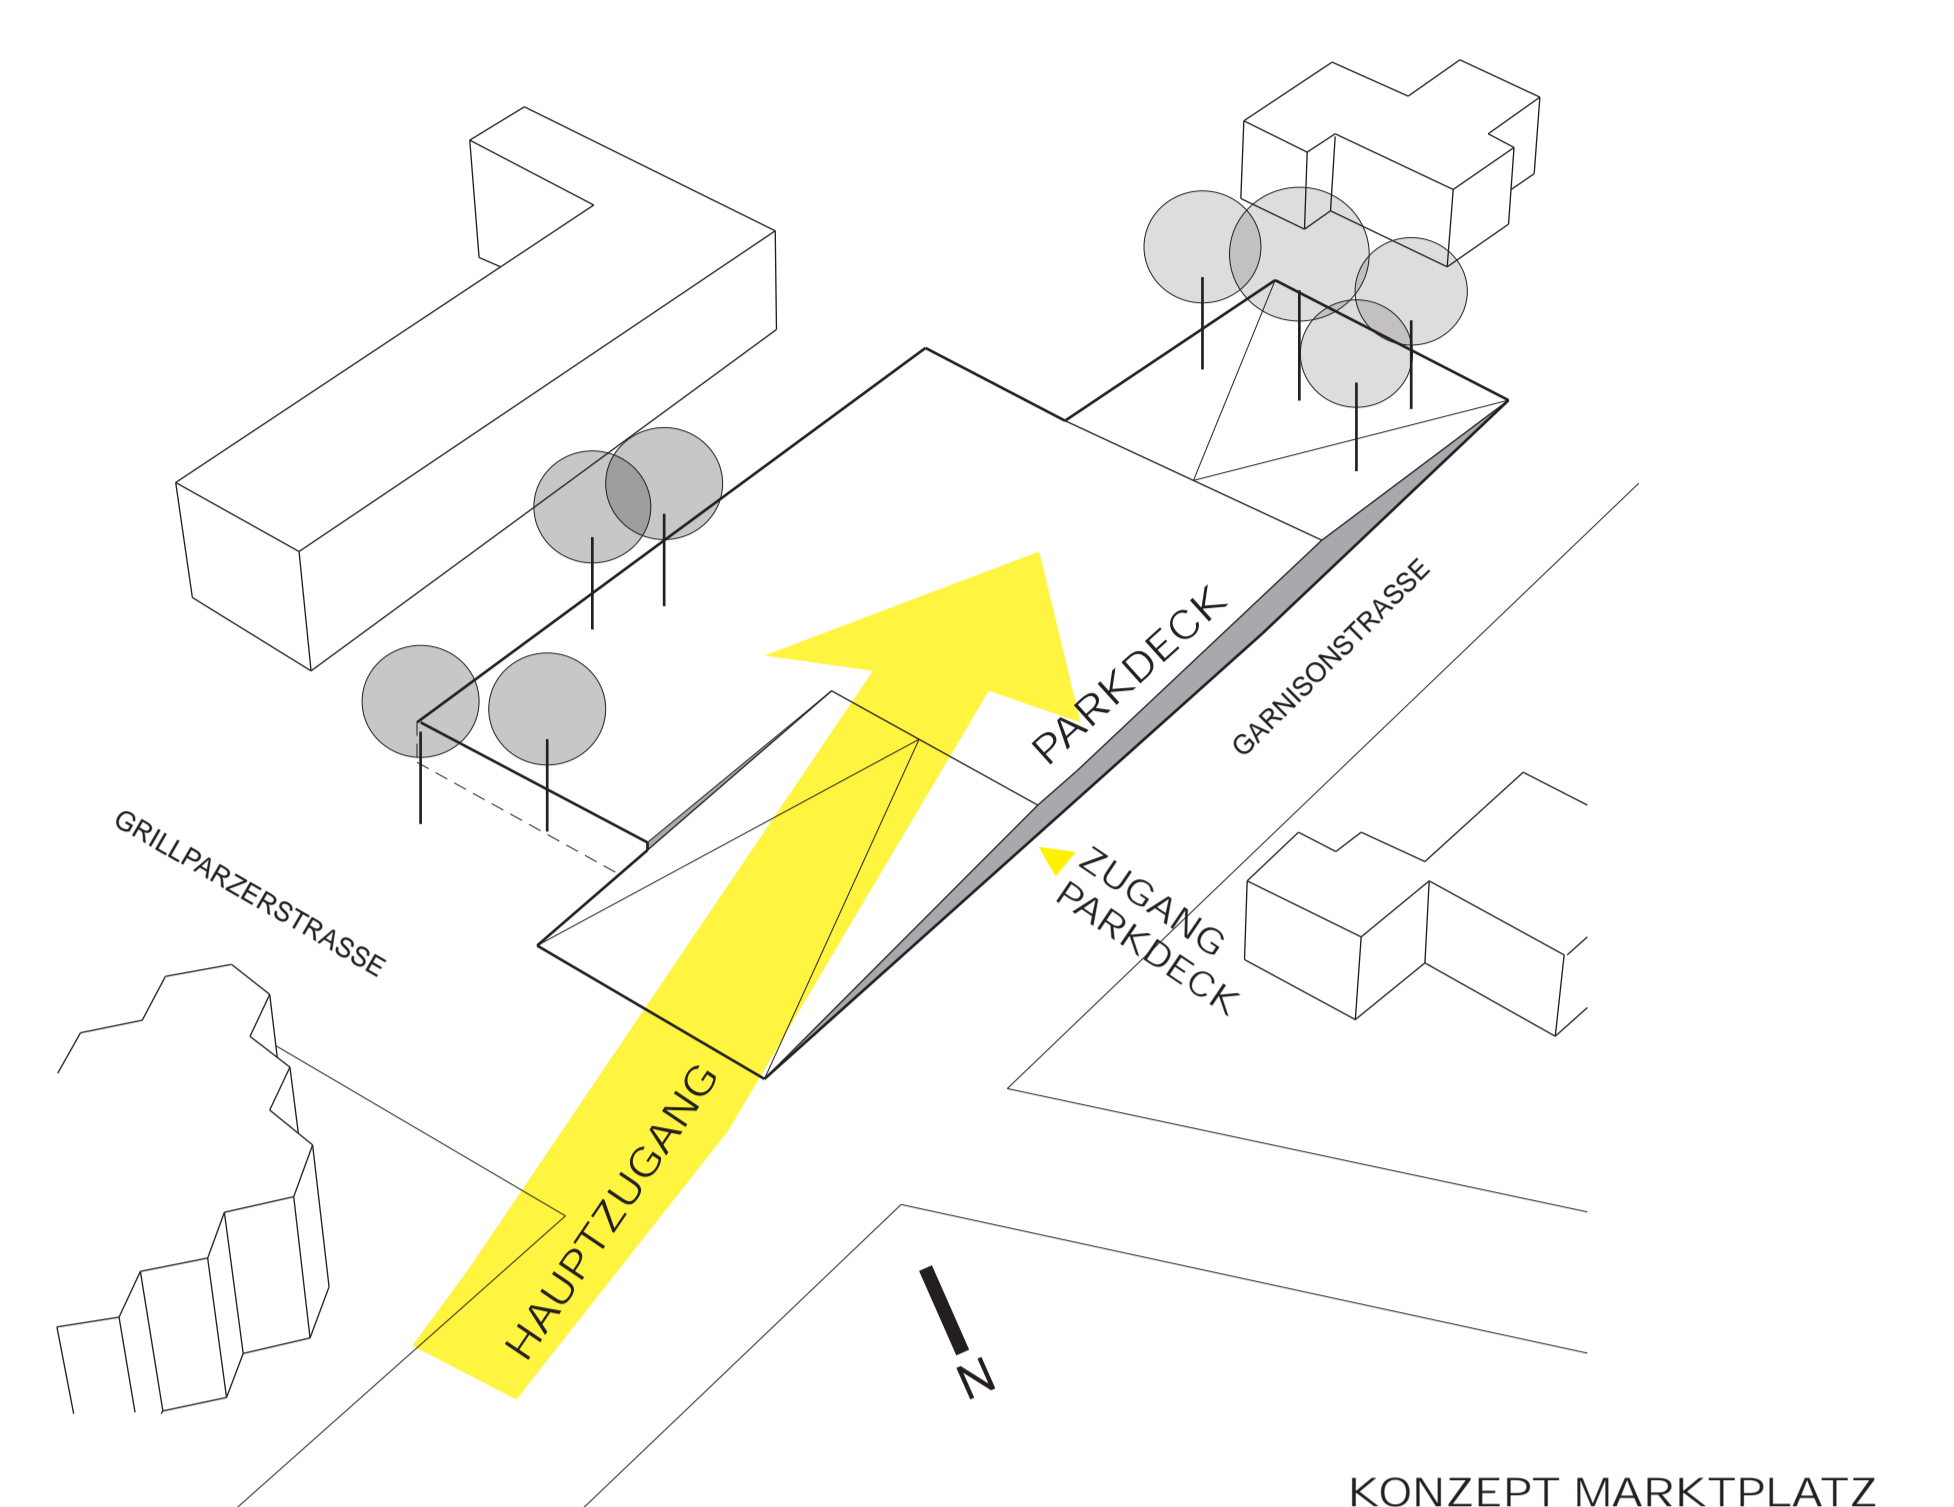 PARKDECK
GARNISONSTRASSE
GRILLPARZERSTRASSE
ZUGANG
PARKDECK
HAUPTZUGANG
N
KONZEPT MARKTPLATZ